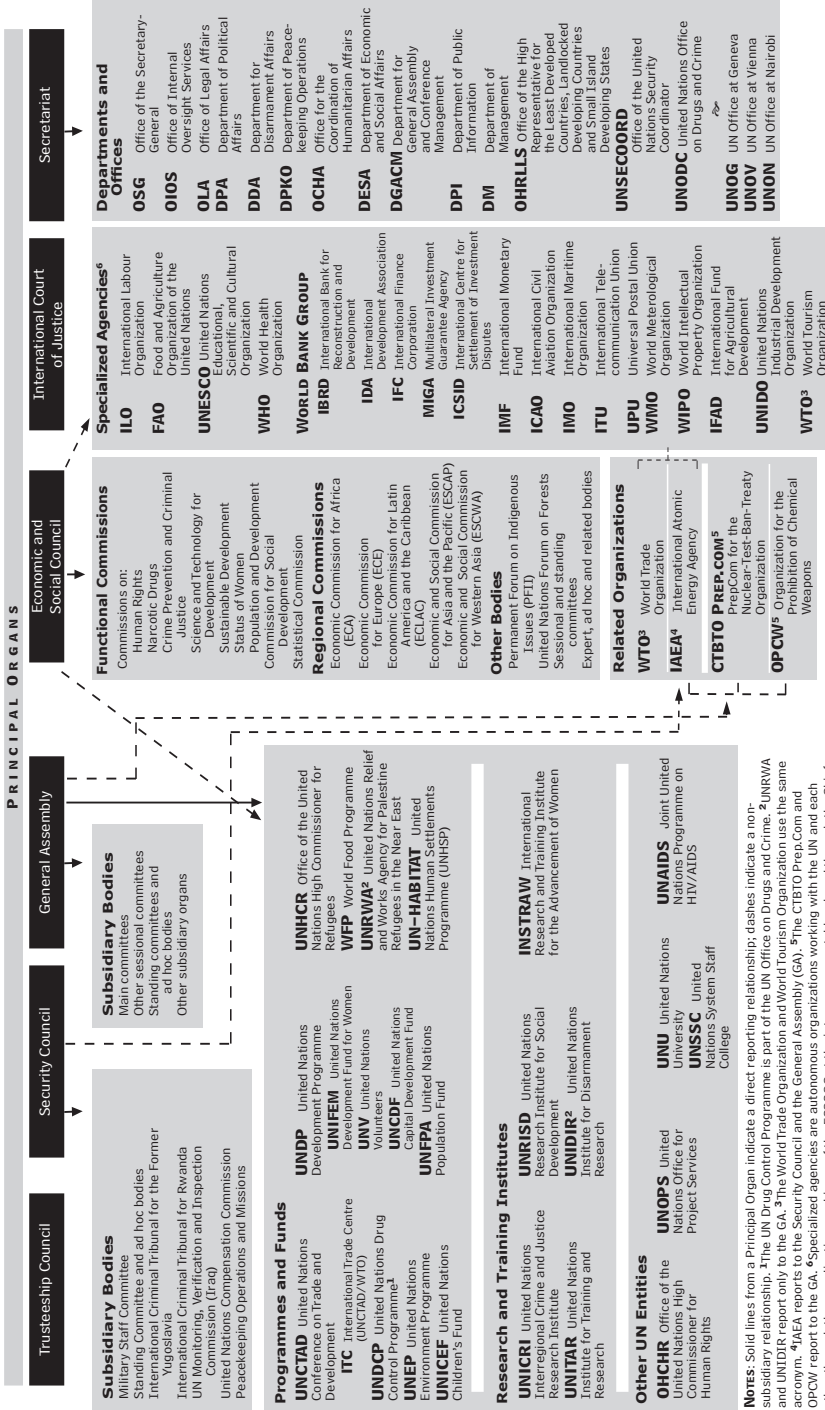 PRINCIPAL ORGANS
Trusteeship Council
Security Council
General Assembly
Economic and
Social Council
International Court
of Justice
Secretariat
Subsidiary Bodies
Military Staff Committee
Standing Committee and ad hoc bodies
International Criminal Tribunal for the Former
Yugoslavia
International Criminal Tribunal for Rwanda
UN Monitoring, Verification and Inspection
Commission (Iraq)
United Nations Compensation Commission
Peacekeeping Operations and Missions
Subsidiary Bodies
Main committees
Other sessional committees
Standing committees and
ad hoc bodies
Other subsidiary organs
Programmes and Funds
UNCTAD United Nations
Conference on Trade and
Development
ITC International Trade Centre
(UNCTAD/WTO)
UNDCP United Nations Drug
Control Programme1
UNEP United Nations
Environment Programme
UNICEF United Nations
Children's Fund
UNDP United Nations
Development Programme
UNIFEM United Nations
Development Fund for Women
UNV United Nations
Volunteers
UNCDF United Nations
Capital Development Fund
UNFPA United Nations
Population Fund
UNHCR Office of the United
Nations High Commissioner for
Refugees
WFP World Food Programme
UNRWA2 United Nations Relief
and Works Agency for Palestine
Refugees in the Near East
UN–HABITAT United
Nations Human Settlements
Programme (UNHSP)
Research and Training Institutes
UNICRI United Nations
Interregional Crime and Justice
Research Institute
UNITAR United Nations
Institute for Training and
Research
UNRISD United Nations
Research Institute for Social
Development
UNIDIR2 United Nations
Institute for Disarmament
Research
INSTRAW International
Research and Training Institute
for the Advancement of Women
Other UN Entities
OHCHR Office of the
United Nations High
Commissioner for
Human Rights
UNOPS United
Nations Office for
Project Services
UNU United Nations
University
UNSSC United
Nations System Staff
College
UNAIDS Joint United
Nations Programme on
HIV/AIDS
Functional Commissions
Commissions on:
Human Rights
Narcotic Drugs
Crime Prevention and Criminal
Justice
Science and Technology for
Development
Sustainable Development
Status of Women
Population and Development
Commission for Social
Development
Statistical Commission
Regional Commissions
Economic Commission for Africa
(ECA)
Economic Commission
for Europe (ECE)
Economic Commission for Latin
America and the Caribbean
(ECLAC)
Economic and Social Commission
for Asia and the Pacific (ESCAP)
Economic and Social Commission
for Western Asia (ESCWA)
Other Bodies
Permanent Forum on Indigenous
Issues (PFII)
United Nations Forum on Forests
Sessional and standing
committees
Expert, ad hoc and related bodies
Related Organizations
WTO3 World Trade
Organization
IAEA4 International Atomic
Energy Agency
CTBTO PREP.COM5
PrepCom for the
Nuclear-Test-Ban-Treaty
Organization
OPCW5 Organization for the
Prohibition of Chemical
Weapons
Specialized Agencies6
ILO International Labour
Organization
FAO Food and Agriculture
Organization of the
United Nations
UNESCO United Nations
Educational,
Scientific and Cultural
Organization
WHO World Health
Organization
WORLD BANK GROUP
IBRD International Bank for
Reconstruction and
Development
IDA International
Development Association
IFC International Finance
Corporation
MIGA Multilateral Investment
Guarantee Agency
ICSID International Centre for
Settlement of Investment
Disputes
IMF International Monetary
Fund
ICAO International Civil
Aviation Organization
IMO International Maritime
Organization
ITU International Tele-
communication Union
UPU Universal Postal Union
WMO World Meterological
Organization
WIPO World Intellectual
Property Organization
IFAD International Fund
for Agricultural
Development
UNIDO United Nations
Industrial Development
Organization
WTO3 World Tourism
Organization
Departments and
Offices
OSG Office of the Secretary-
General
OIOS Office of Internal
Oversight Services
OLA Office of Legal Affairs
DPA Department of Political
Affairs
DDA Department for
Disarmament Affairs
DPKO Department of Peace-
keeping Operations
OCHA Office for the
Coordination of
Humanitarian Affairs
DESA Department of Economic
and Social Affairs
DGACM Department for
General Assembly
and Conference
Management
DPI Department of Public
Information
DM Department of
Management
OHRLLS Office of the High
Representative for
the Least Developed
Countries, Landlocked
Developing Countries
and Small Island
Developing States
UNSECOORD
Office of the United
Nations Security
Coordinator
UNODC United Nations Office
on Drugs and Crime
UNOG UN Office at Geneva
UNOV UN Office at Vienna
UNON UN Office at Nairobi
NOTES: Solid lines from a Principal Organ indicate a direct reporting relationship; dashes indicate a non-
subsidiary relationship. 1The UN Drug Control Programme is part of the UN Office on Drugs and Crime. 2UNRWA
and UNIDIR report only to the GA. 3The World Trade Organization and World Tourism Organization use the same
acronym. 4IAEA reports to the Security Council and the General Assembly (GA). 5The CTBTO Prep.Com and
OPCW report to the GA. 6Specialized agencies are autonomous organizations working with the UN and each